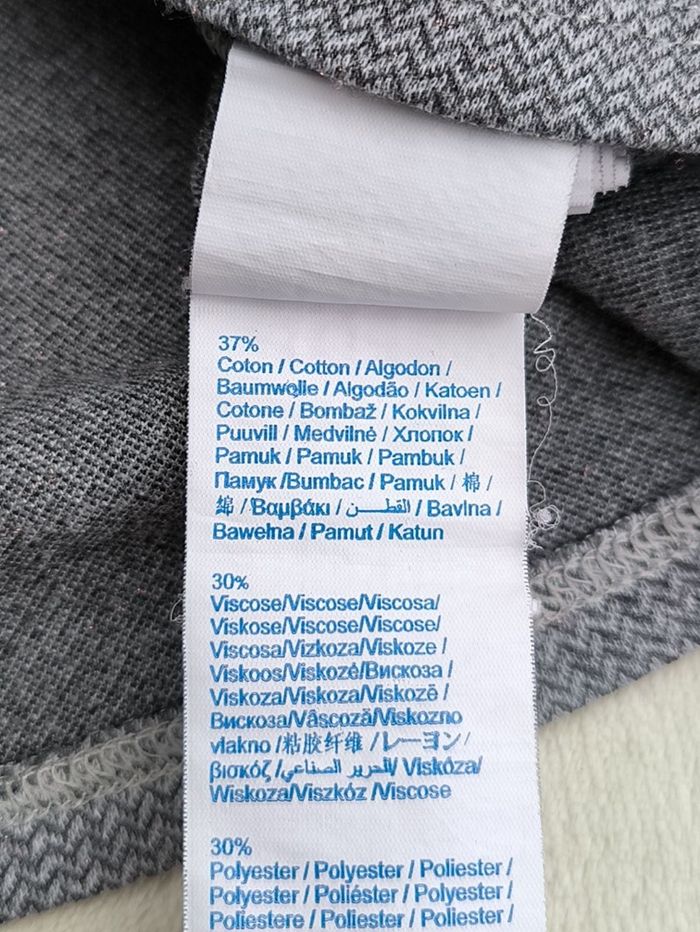 37%
Coton / Cotton / Algodon /
Baumwolle / Algodão / Katoen /
Cotone / Bombaž / Kokvilna /
Puuvill / Medvilnė / Хлопок /
Pamuk / Pamuk / Pambuk /
Памук /Bumbac / Pamuk / 棉 /
綿 / Βαμβάκι / القطـــن / Bavlna /
Bawełna / Pamut / Katun
30%
Viscose/Viscose/Viscosa/
Viskose/Viscose/Viscose/
Viscosa/Vizkoza/Viskoze /
Viskoos/Viskozė/Вискоза /
Viskoza/Viskoza/Viskozë /
Вискоза/Vâscoză/Viskozno
vlakno /粘胶纤维 /レーヨン/
βισκόζ /الحرير الصناعي/ Viskóza/
Wiskoza/Viszkóz /Viscose
30%
Polyester / Polyester / Poliester /
Polyester / Poliéster / Polyester /
Poliestere / Poliester / Poliester /